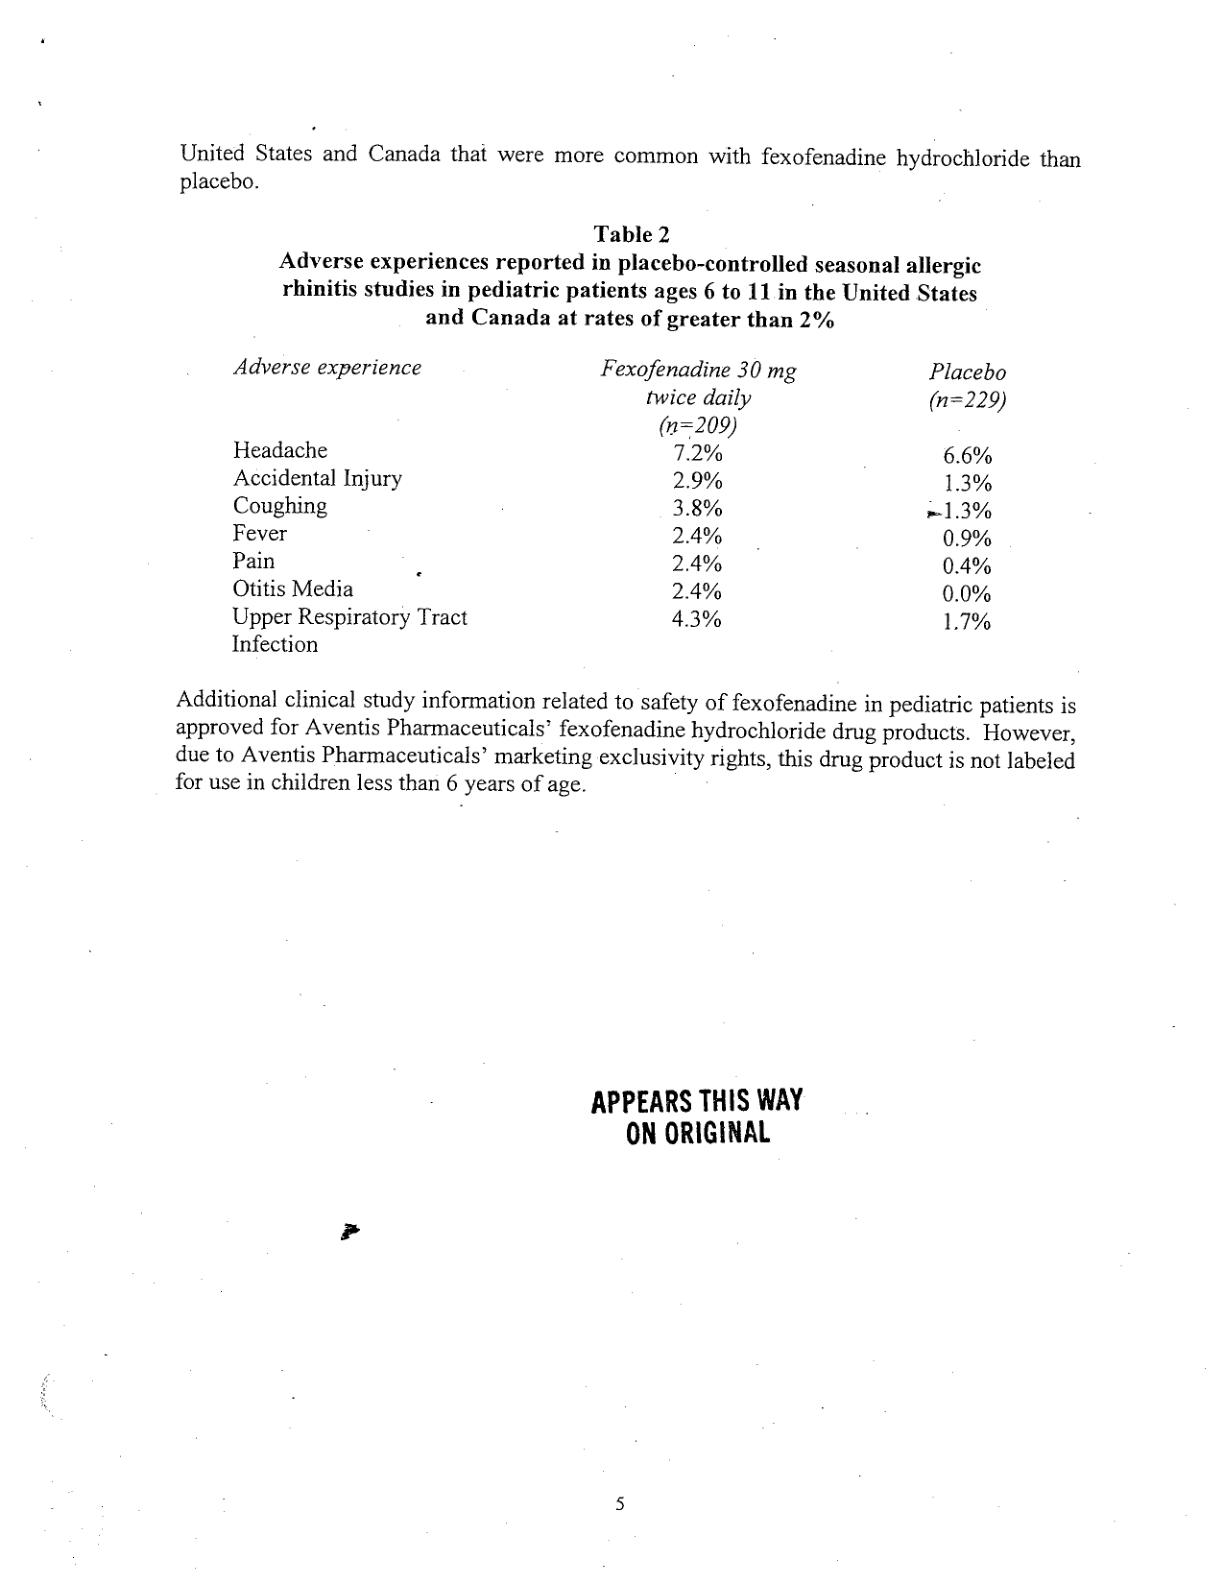 United States and Canada that were more common with fexofenadine hydrochloride than
placebo.
Table 2
Adverse experiences reported in placebo-controlled seasonal allergic
rhinitis studies in pediatric patients ages 6 to 11 in the United States
and Canada at rates of greater than 2%
Adverse experience Fexofenadine 30 mg Placebo
twice daily (n=229)
(n=209)
Headache 7.2% 6.6%
Accidental Injury 2.9% 1.3%
Coughing 3.8% 1.3%
Fever 2.4% 0.9%
Pain 2.4% 0.4%
Otitis Media 2.4% 0.0%
Upper Respiratory Tract 4.3% 1.7%
Infection
Additional clinical study information related to safety of fexofenadine in pediatric patients is
approved for Aventis Pharmaceuticals' fexofenadine hydrochloride drug products. However,
due to Aventis Pharmaceuticals' marketing exclusivity rights, this drug product is not labeled
for use in children less than 6 years of age.
APPEARS THIS WAY
ON ORIGINAL
5